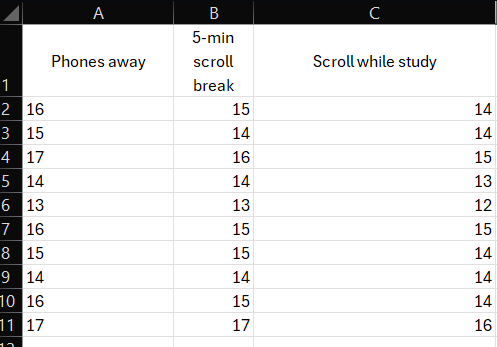 A B C
5-min
Phones away scroll Scroll while study
1 break
2 16 15 14
3 15 14 14
4 17 16 15
5 14 14 13
6 13 13 12
7 16 15 15
8 15 15 14
9 14 14 14
10 16 15 14
11 17 17 16